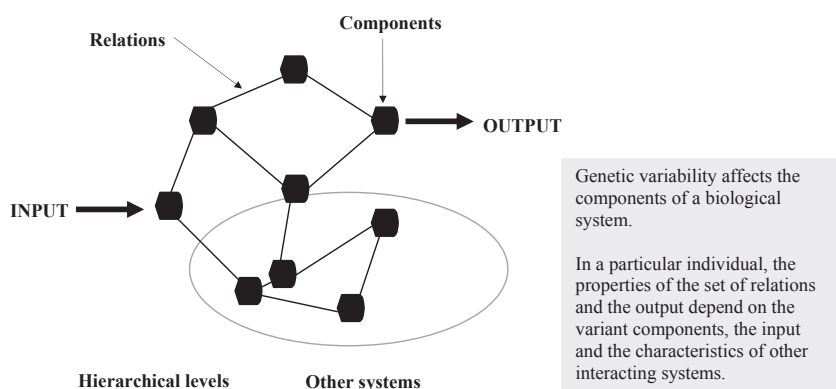 Components
Relations
OUTPUT
INPUT
Genetic variability affects the
components of a biological
system.
In a particular individual, the
properties of the set of relations
and the output depend on the
variant components, the input
and the characteristics of other
interacting systems.
Hierarchical levels
Other systems